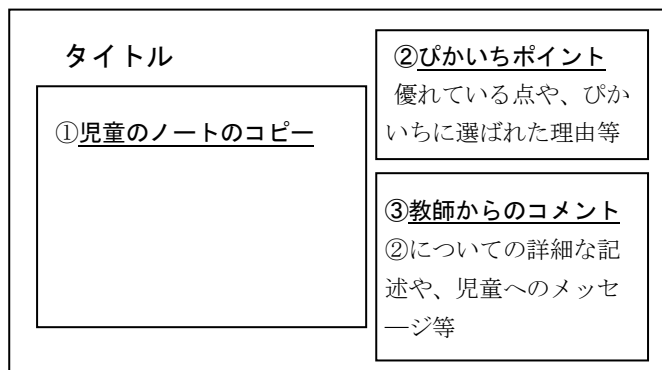 タイトル
①児童のノートのコピー
②ぴかいちポイント
優れている点や、ぴか
いちに選ばれた理由等
③教師からのコメント
②についての詳細な記
述や、児童へのメッセ
―ジ等